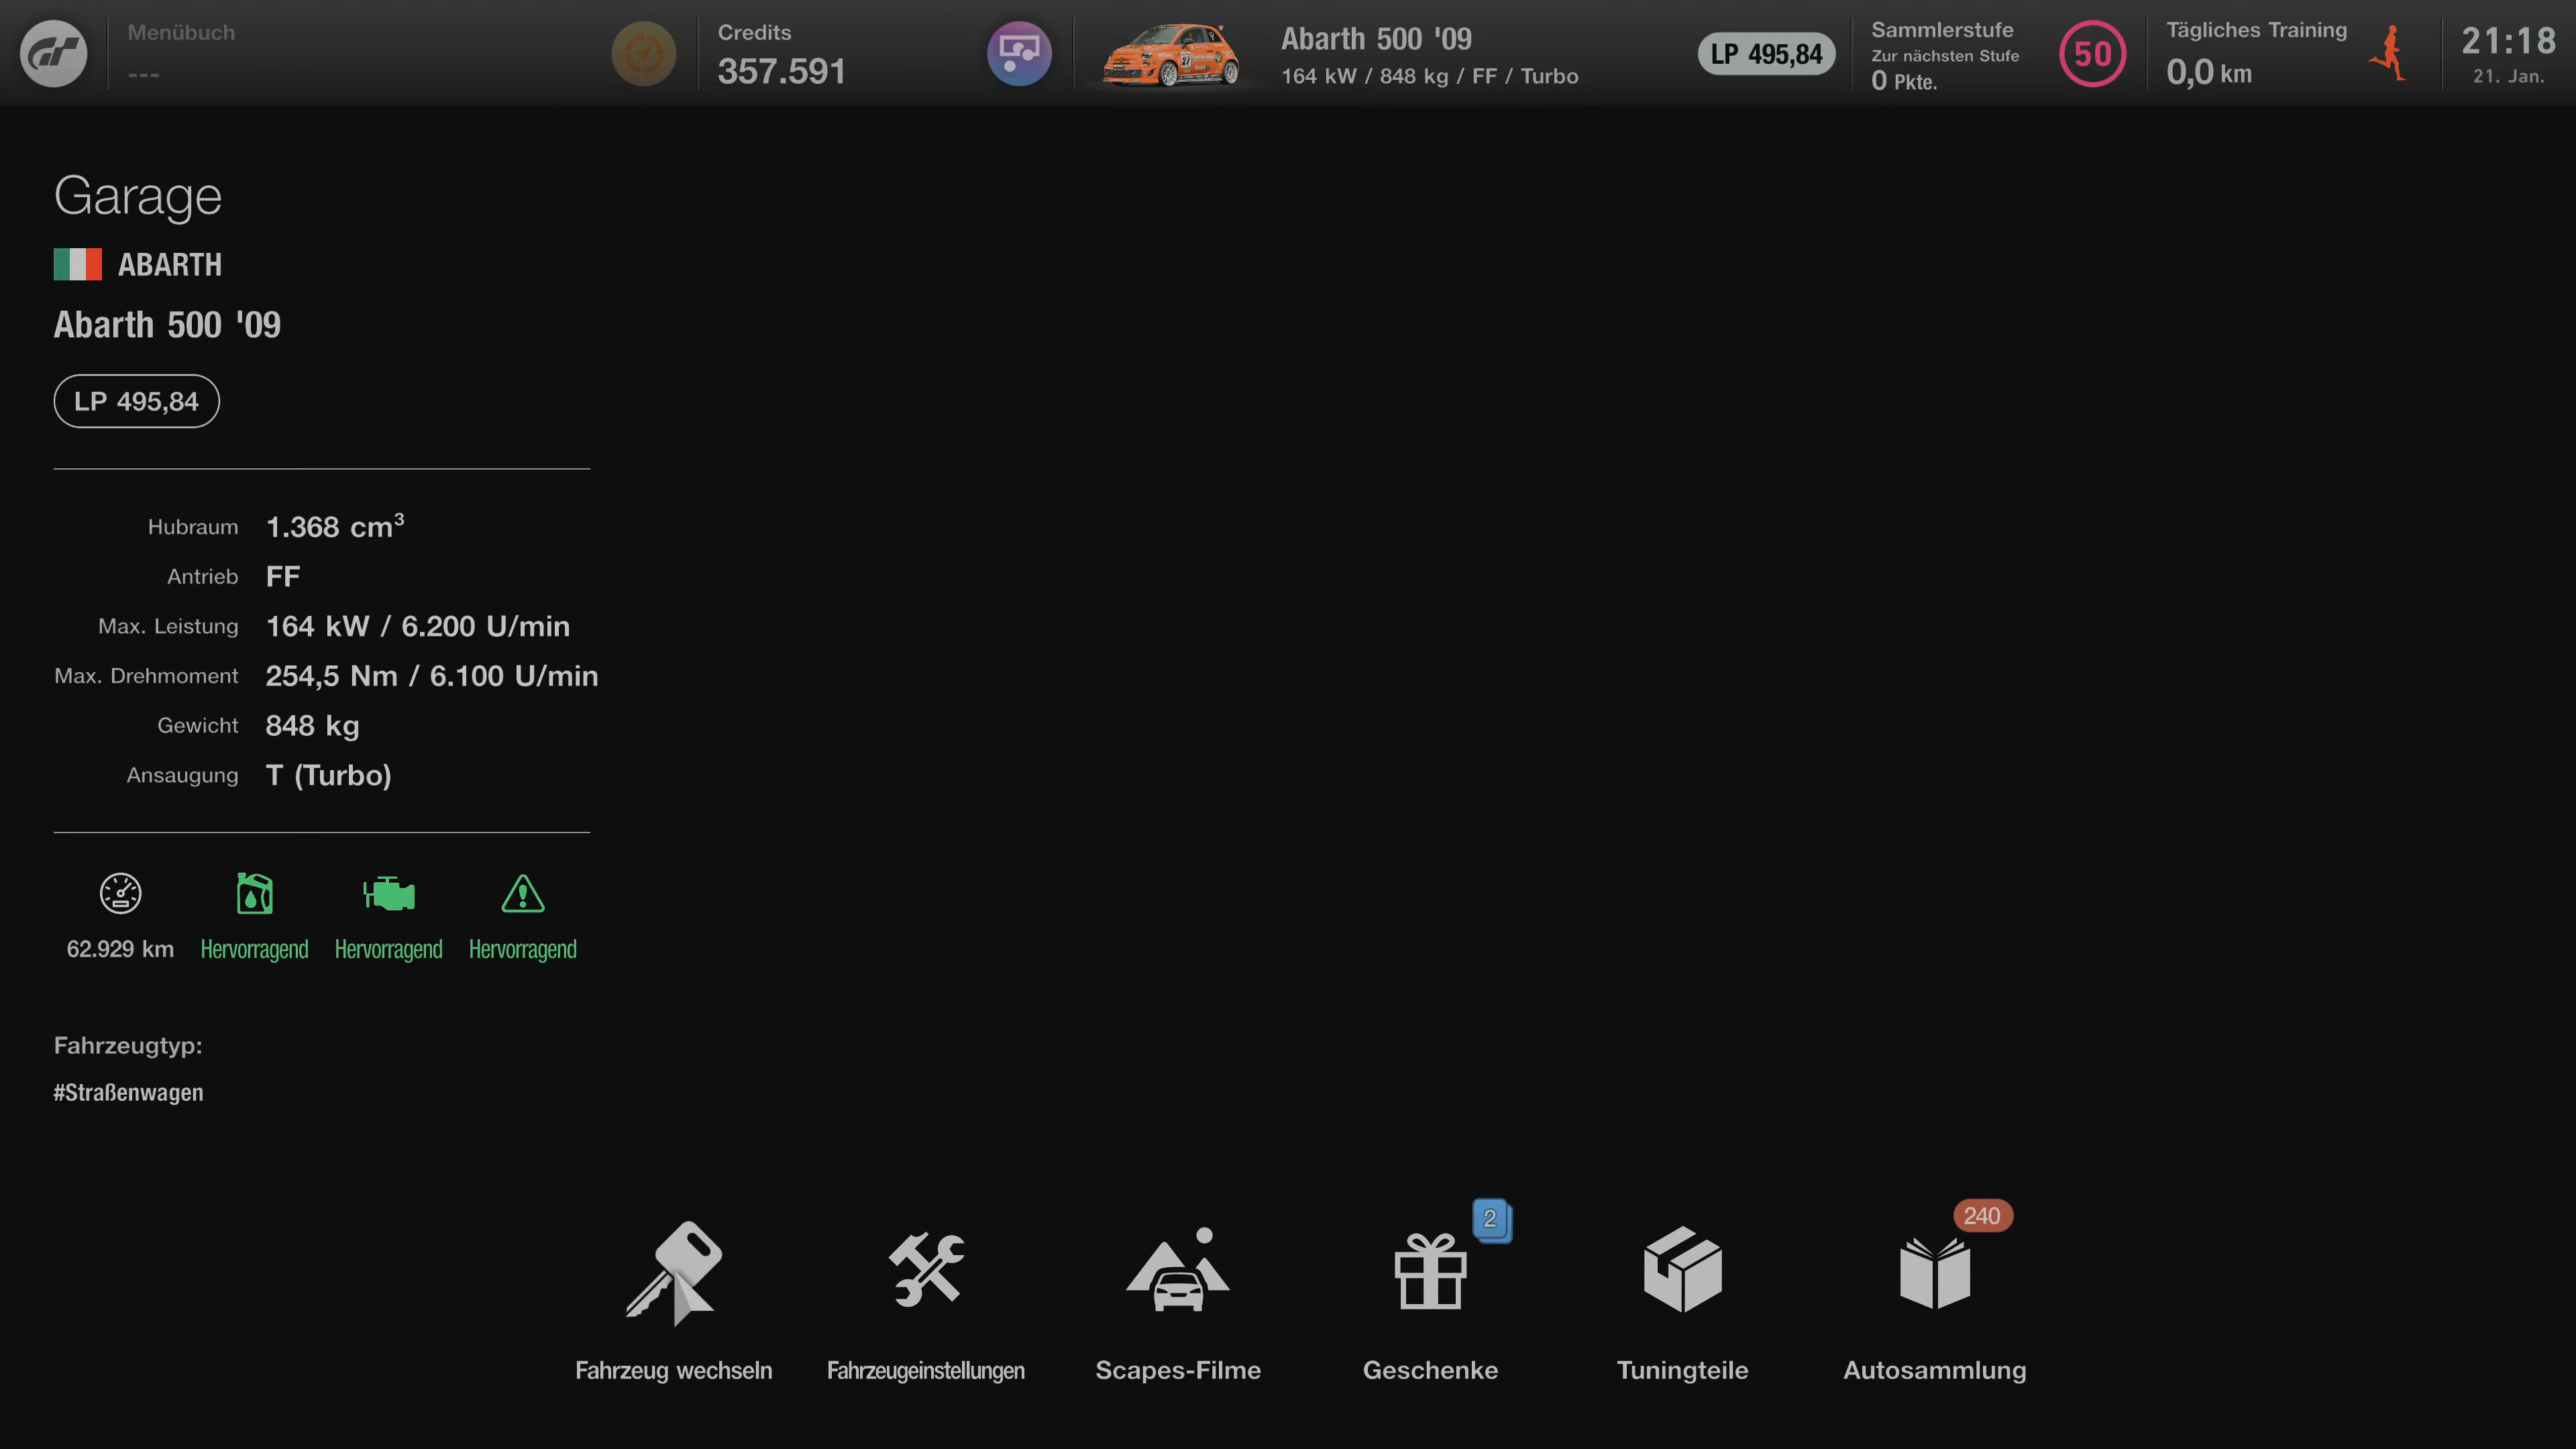 Menübuch
---
Credits
357.591
Abarth 500 '09
164 kW / 848 kg / FF / Turbo
LP 495,84
Sammlerstufe
Zur nächsten Stufe
0 Pkte.
50
Tägliches Training
0,0 km
21:18
21. Jan.
Garage
ABARTH
Abarth 500 '09
LP 495,84
Hubraum 1.368 cm³
Antrieb FF
Max. Leistung 164 kW / 6.200 U/min
Max. Drehmoment 254,5 Nm / 6.100 U/min
Gewicht 848 kg
Ansaugung T (Turbo)
62.929 km Hervorragend Hervorragend Hervorragend
Fahrzeugtyp:
#Straßenwagen
2
240
Fahrzeug wechseln Fahrzeugeinstellungen Scapes-Filme Geschenke Tuningteile Autosammlung